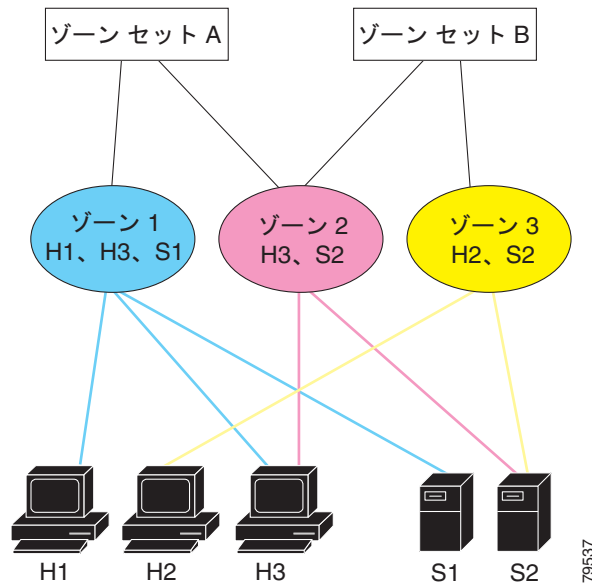 ゾーン セット A
ゾーン セット B
ゾーン 1
H1、H3、S1
ゾーン 2
H3、S2
ゾーン 3
H2、S2
H1
H2
H3
S1
S2
79537